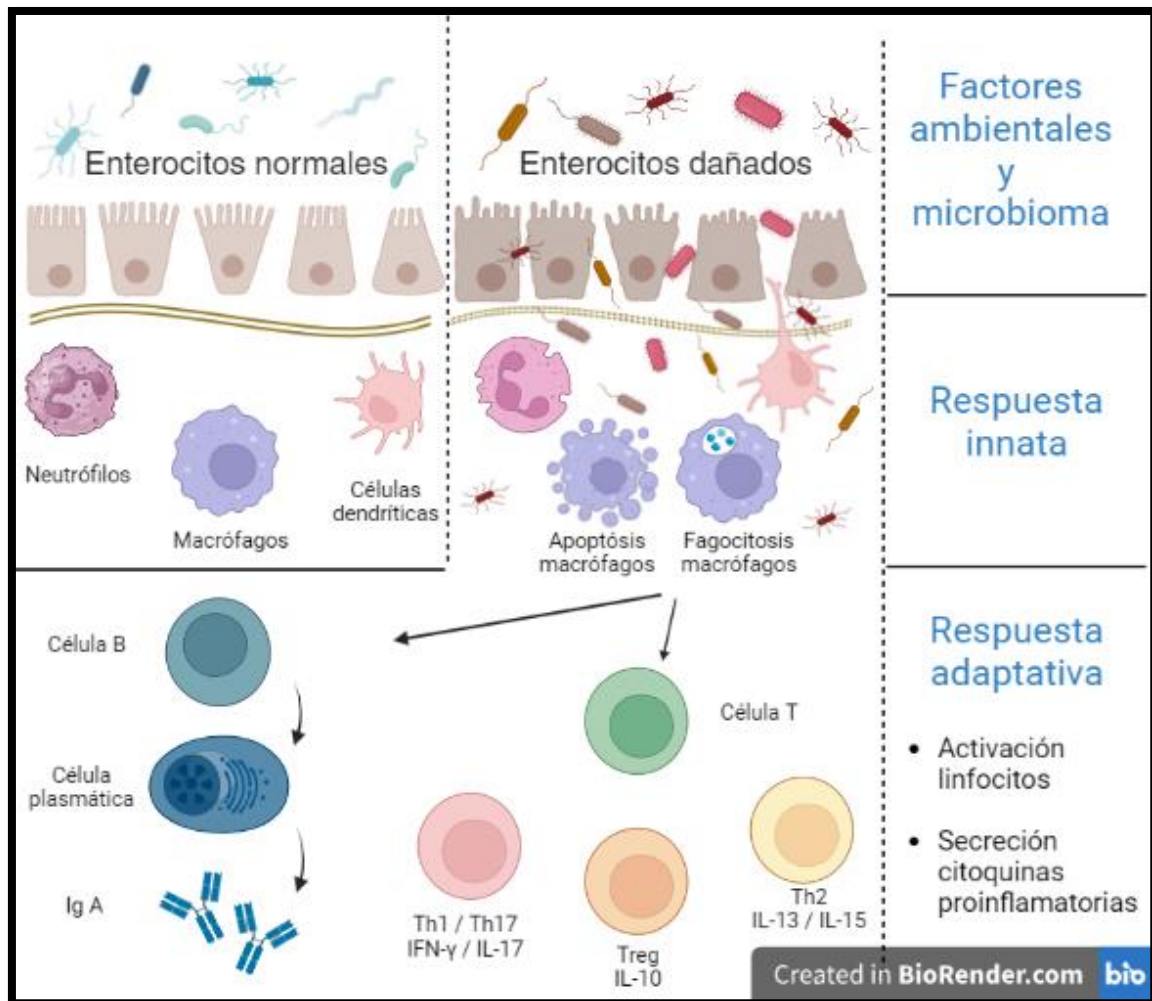 Enterocitos normales
Enterocitos dañados
Factores
ambientales
y
microbioma
Neutrófilos
Macrófagos
Células
dendríticas
Apoptósis
macrófagos
Fagocitosis
macrófagos
Respuesta
innata
Célula B
Célula
plasmática
Ig A
Célula T
Th1 / Th17
IFN-γ / IL-17
Treg
IL-10
Th2
IL-13 / IL-15
Respuesta
adaptativa
• Activación
linfocitos
• Secreción
citoquinas
proinflamatorias
Created in BioRender.com bio